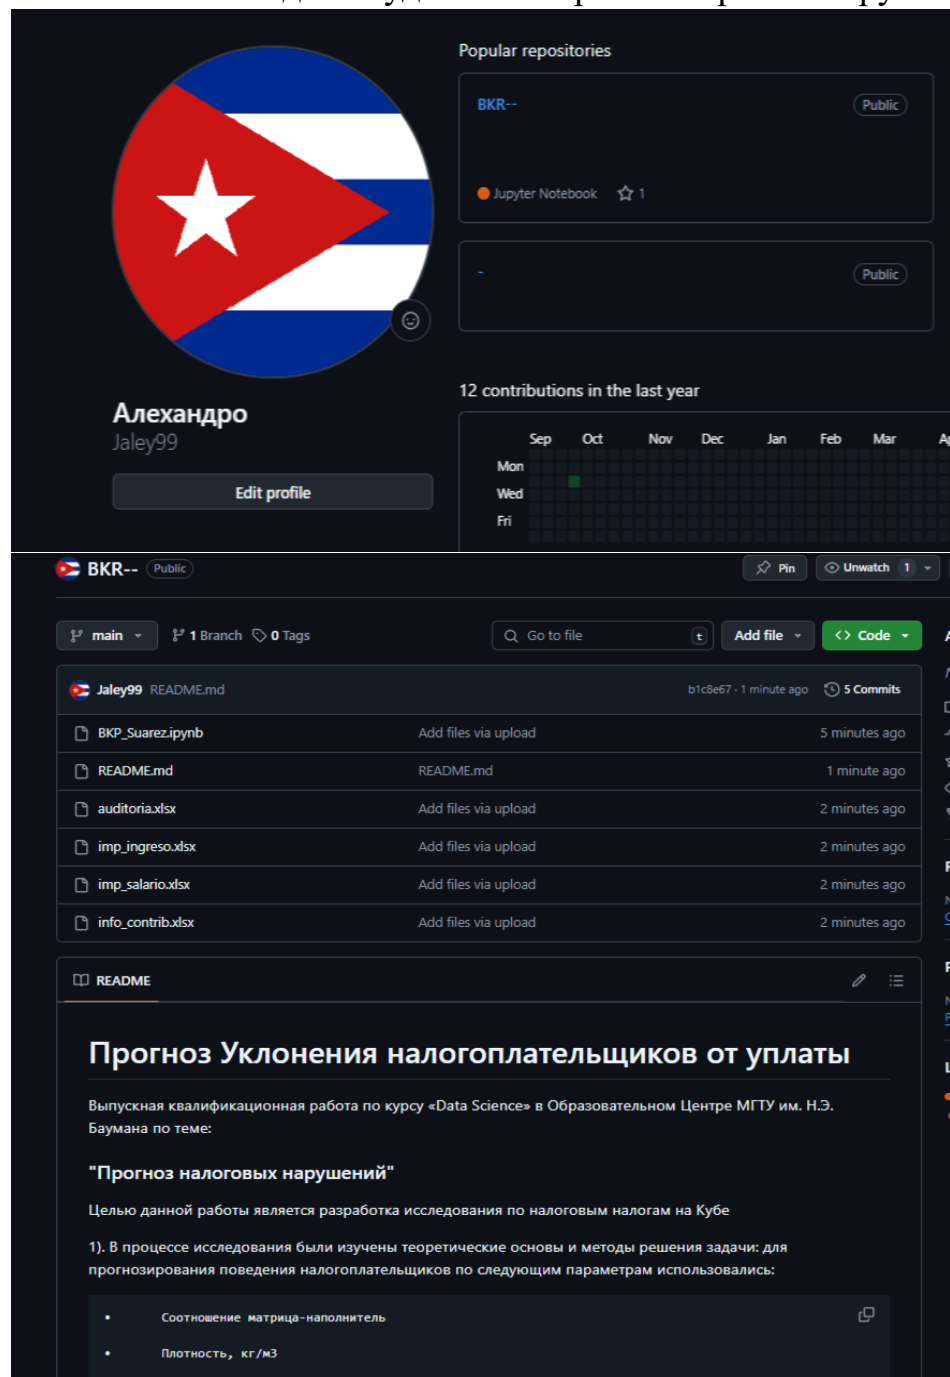 Popular repositories
BKR--
Public
Jupyter Notebook
1
-
Public
12 contributions in the last year
Алехандро
Jaley99
Edit profile
Sep Oct Nov Dec Jan Feb Mar
Mon
Wed
Fri
BKR-- Public
Pin
Unwatch 1
main
1 Branch 0 Tags
Go to file t
Add file
<> Code
Jaley99 README.md b1c8e67 · 1 minute ago 5 Commits
BKP_Suarez.ipynb Add files via upload 5 minutes ago
README.md README.md 1 minute ago
auditoria.xlsx Add files via upload 2 minutes ago
imp_ingreso.xlsx Add files via upload 2 minutes ago
imp_salario.xlsx Add files via upload 2 minutes ago
info_contrib.xlsx Add files via upload 2 minutes ago
README
Прогноз Уклонения налогоплательщиков от уплаты
Выпускная квалификационная работа по курсу «Data Science» в Образовательном Центре МГТУ им. Н.Э.
Баумана по теме:
"Прогноз налоговых нарушений"
Целью данной работы является разработка исследования по налоговым налогам на Кубе
1). В процессе исследования были изучены теоретические основы и методы решения задачи: для
прогнозирования поведения налогоплательщиков по следующим параметрам использовались:
• Соотношение матрица-наполнитель
• Плотность, кг/м3